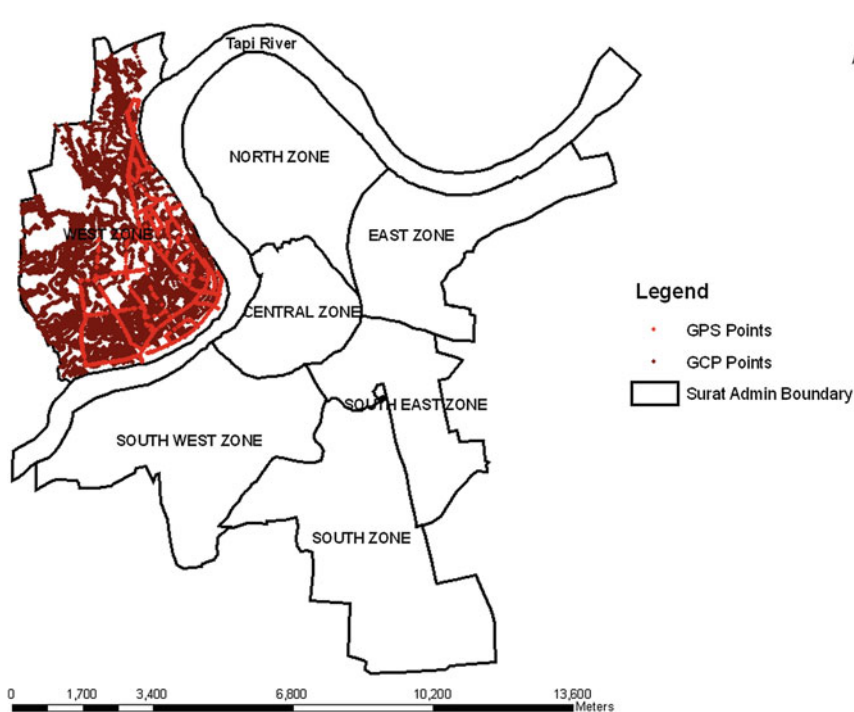 Tapi River
NORTH ZONE
WEST ZONE
EAST ZONE
CENTRAL ZONE
Legend
GPS Points
GCP Points
Surat Admin Boundary
SOUTH EAST ZONE
SOUTH WEST ZONE
SOUTH ZONE
0 1,700 3,400 6,800 10,200 13,600
Meters